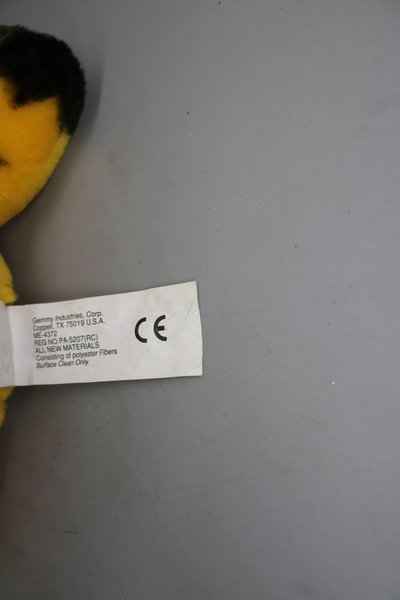 Gemmy Industries, Corp.
Coppell, TX 75019 U.S.A.
ME-4372
REG NO.PA-5207(RC)
ALL NEW MATERIALS
Consisting of polyester Fibers
Surface Clean Only
CE